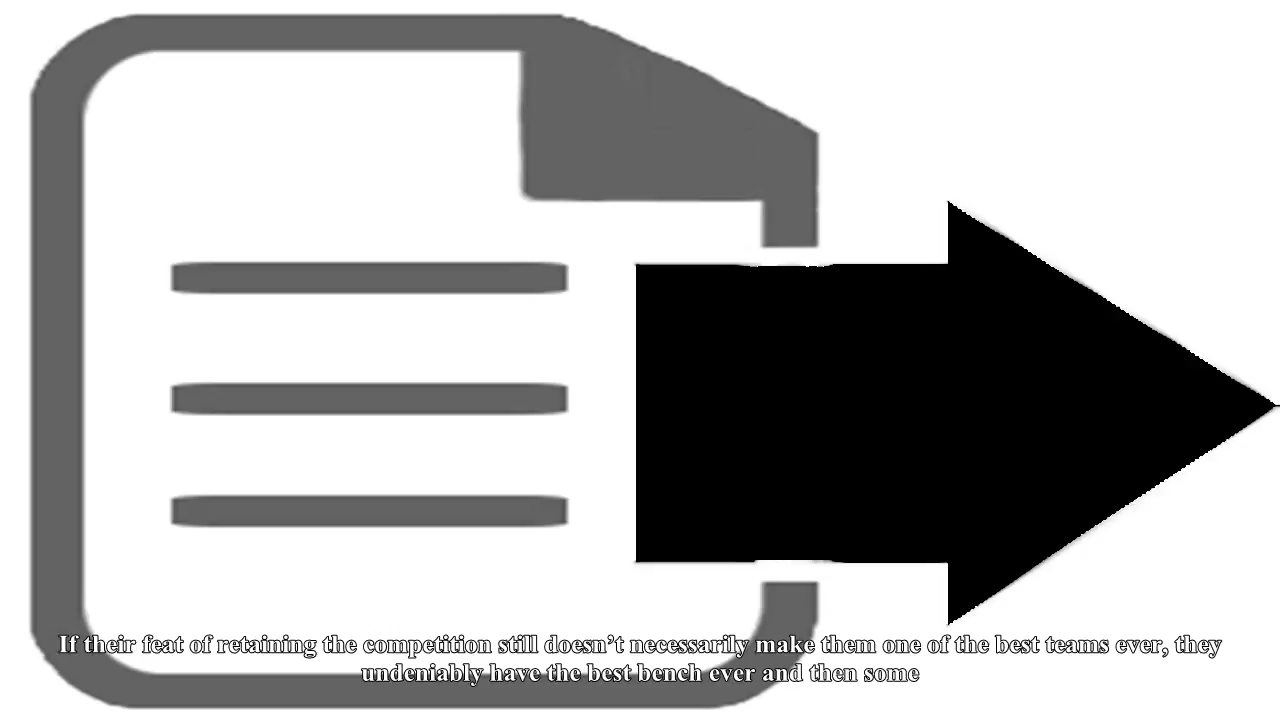 If their feat of retaining the competition still doesn’t necessarily make them one of the best teams ever, they
undeniably have the best bench ever and then some